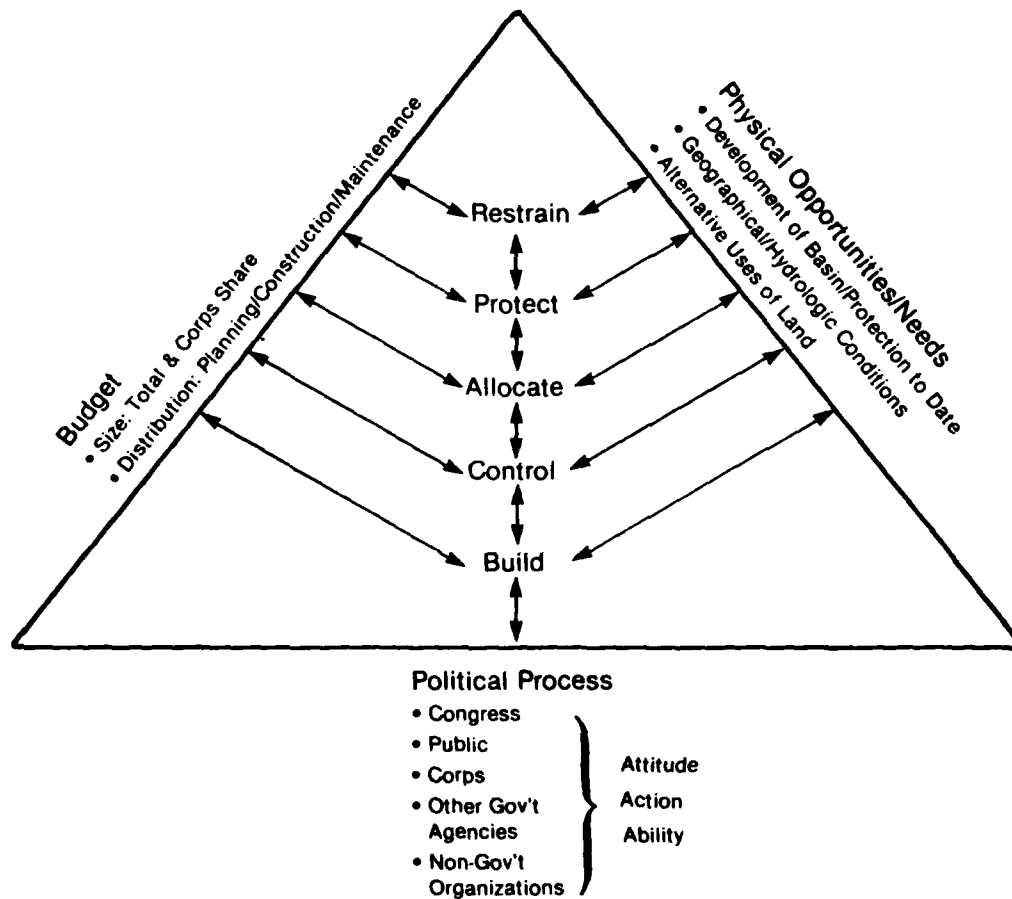 Budget
• Size: Total & Corps Share
• Distribution: Planning/Construction/Maintenance
Physical Opportunities/Needs
• Development of Basin/Protection to Date
• Geographical/Hydrologic Conditions
• Alternative Uses of Land
Restrain
Protect
Allocate
Control
Build
Political Process
• Congress
• Public
• Corps
• Other Gov't
Agencies
• Non-Gov't
Organizations
Attitude
Action
Ability